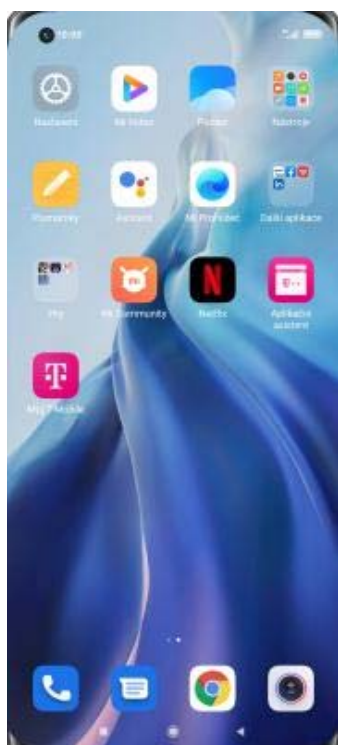 Nastavení
Mi Video
Počasí
Nástroje
Poznámky
Asistent
Mi Prohlížeč
Další aplikace
Hry
Mi Community
Netflix
Aplikační
asistent
Můj T-Mobile